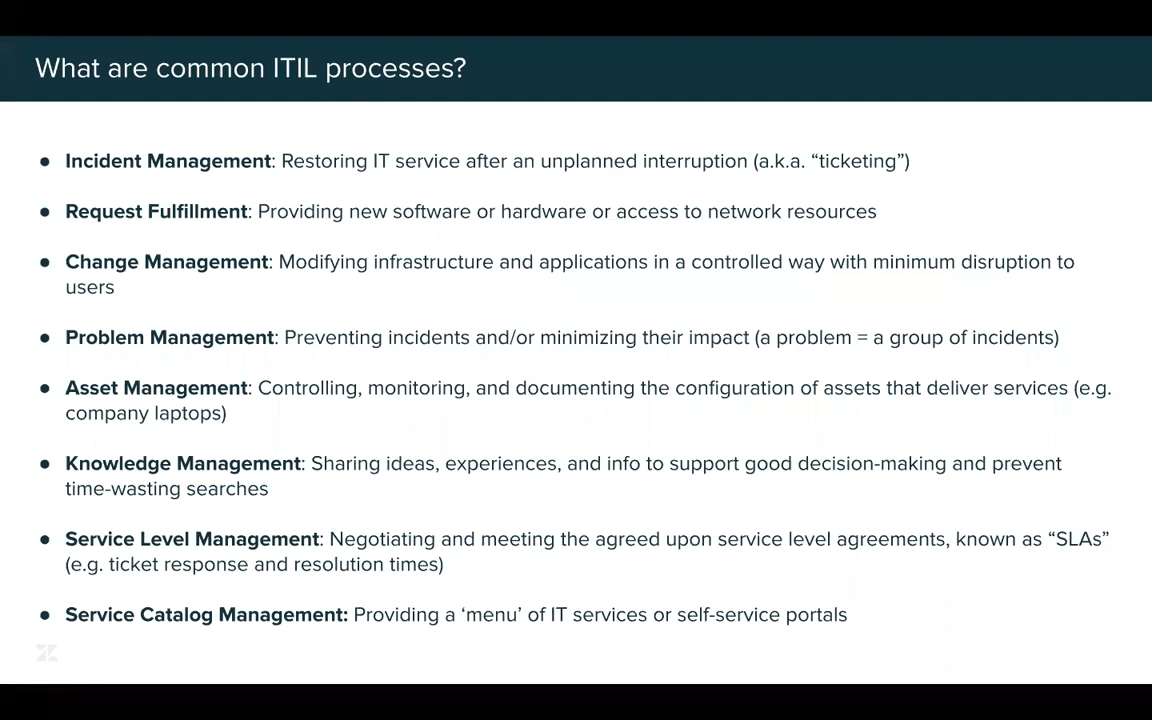 What are common ITIL processes?
● Incident Management: Restoring IT service after an unplanned interruption (a.k.a. “ticketing”)
● Request Fulfillment: Providing new software or hardware or access to network resources
● Change Management: Modifying infrastructure and applications in a controlled way with minimum disruption to
users
● Problem Management: Preventing incidents and/or minimizing their impact (a problem = a group of incidents)
● Asset Management: Controlling, monitoring, and documenting the configuration of assets that deliver services (e.g.
company laptops)
● Knowledge Management: Sharing ideas, experiences, and info to support good decision-making and prevent
time-wasting searches
● Service Level Management: Negotiating and meeting the agreed upon service level agreements, known as “SLAs”
(e.g. ticket response and resolution times)
● Service Catalog Management: Providing a ‘menu’ of IT services or self-service portals